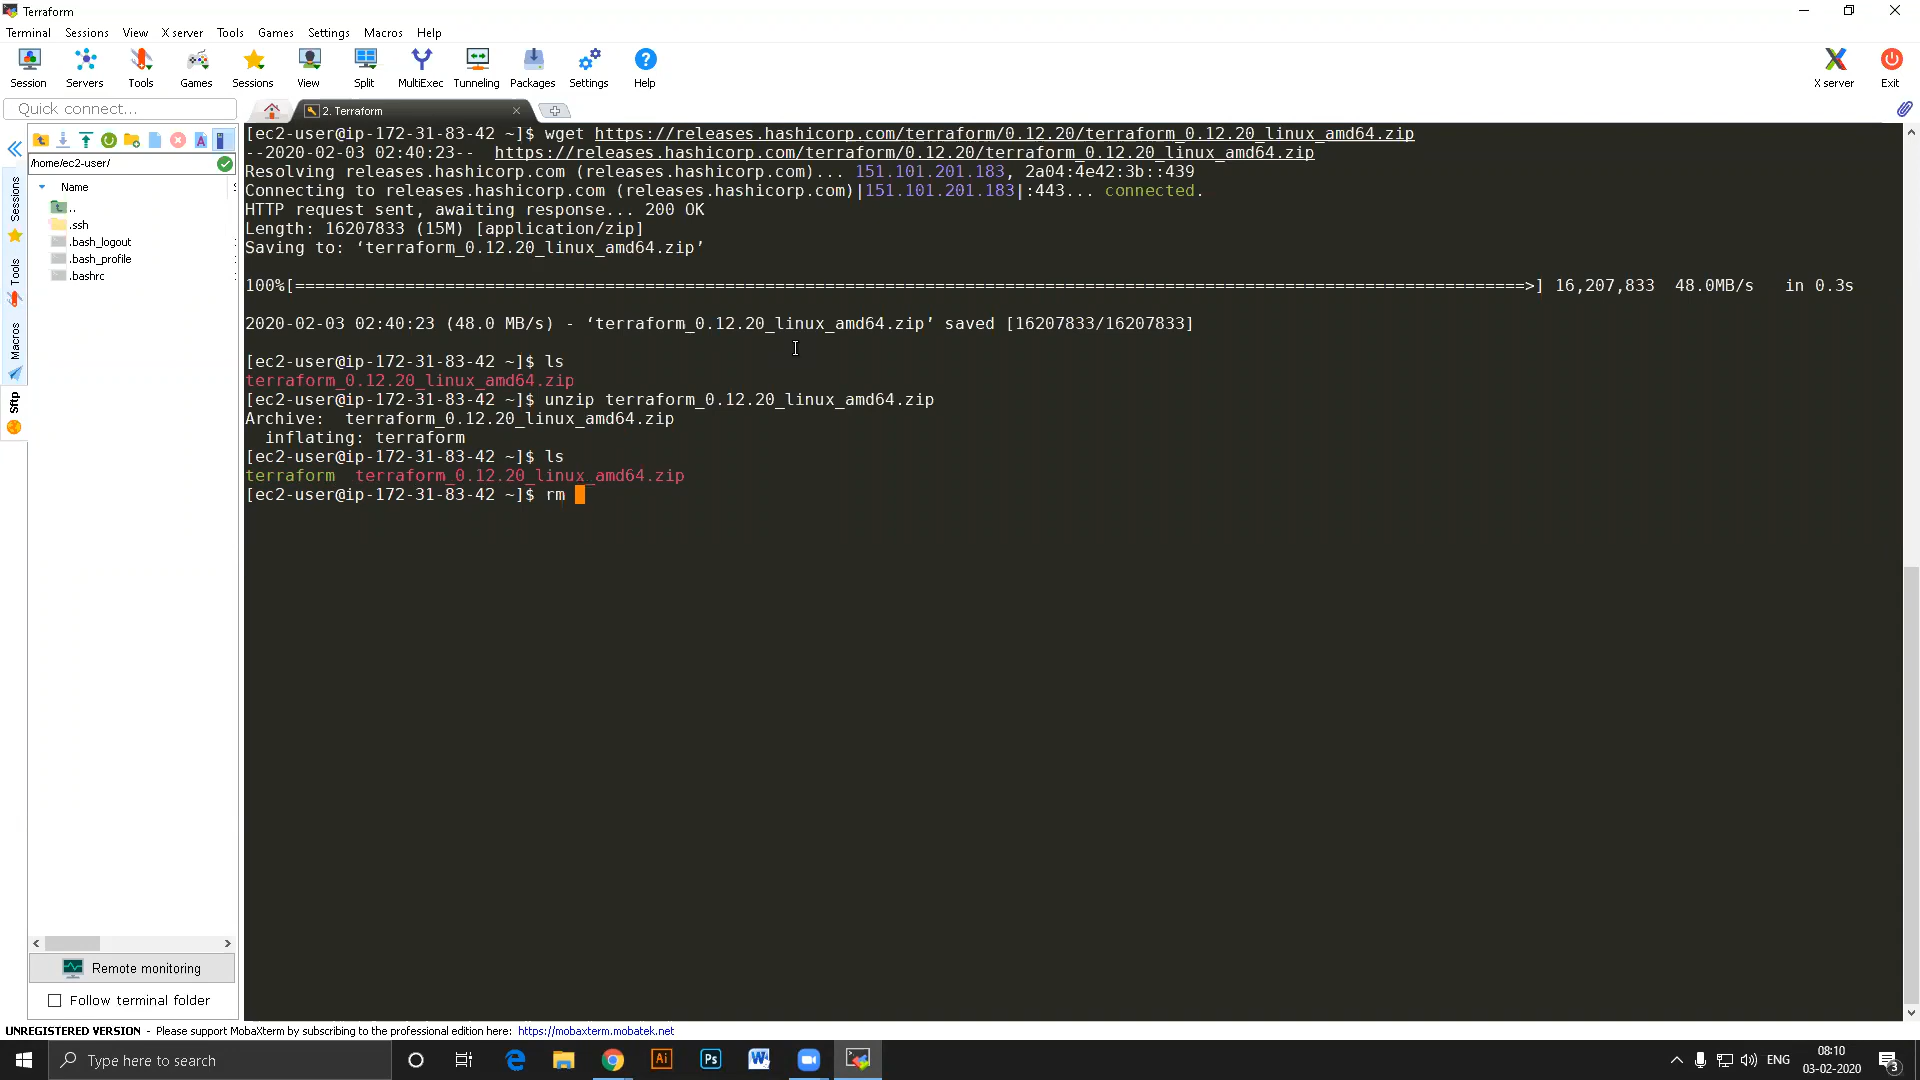 Terraform
Terminal Sessions View X server Tools Games Settings Macros Help
Session Servers Tools Games Sessions View Split MultiExec Tunneling Packages Settings Help X server Exit
Quick connect...
2. Terraform
/home/ec2-user/
Name
..
.ssh
.bash_logout
.bash_profile
.bashrc
Sessions
Tools
Macros
Sftp
[ec2-user@ip-172-31-83-42 ~]$ wget https://releases.hashicorp.com/terraform/0.12.20/terraform_0.12.20_linux_amd64.zip
--2020-02-03 02:40:23-- https://releases.hashicorp.com/terraform/0.12.20/terraform_0.12.20_linux_amd64.zip
Resolving releases.hashicorp.com (releases.hashicorp.com)... 151.101.201.183, 2a04:4e42:3b::439
Connecting to releases.hashicorp.com (releases.hashicorp.com)|151.101.201.183|:443... connected.
HTTP request sent, awaiting response... 200 OK
Length: 16207833 (15M) [application/zip]
Saving to: ‘terraform_0.12.20_linux_amd64.zip’
100%[===========================================================================================================================>] 16,207,833 48.0MB/s in 0.3s
2020-02-03 02:40:23 (48.0 MB/s) - ‘terraform_0.12.20_linux_amd64.zip’ saved [16207833/16207833]
[ec2-user@ip-172-31-83-42 ~]$ ls
terraform_0.12.20_linux_amd64.zip
[ec2-user@ip-172-31-83-42 ~]$ unzip terraform_0.12.20_linux_amd64.zip
Archive: terraform_0.12.20_linux_amd64.zip
inflating: terraform
[ec2-user@ip-172-31-83-42 ~]$ ls
terraform terraform_0.12.20_linux_amd64.zip
[ec2-user@ip-172-31-83-42 ~]$ rm
Remote monitoring
Follow terminal folder
UNREGISTERED VERSION - Please support MobaXterm by subscribing to the professional edition here: https://mobaxterm.mobatek.net
Type here to search
Ai
Ps
W
ENG
08:10
03-02-2020
3